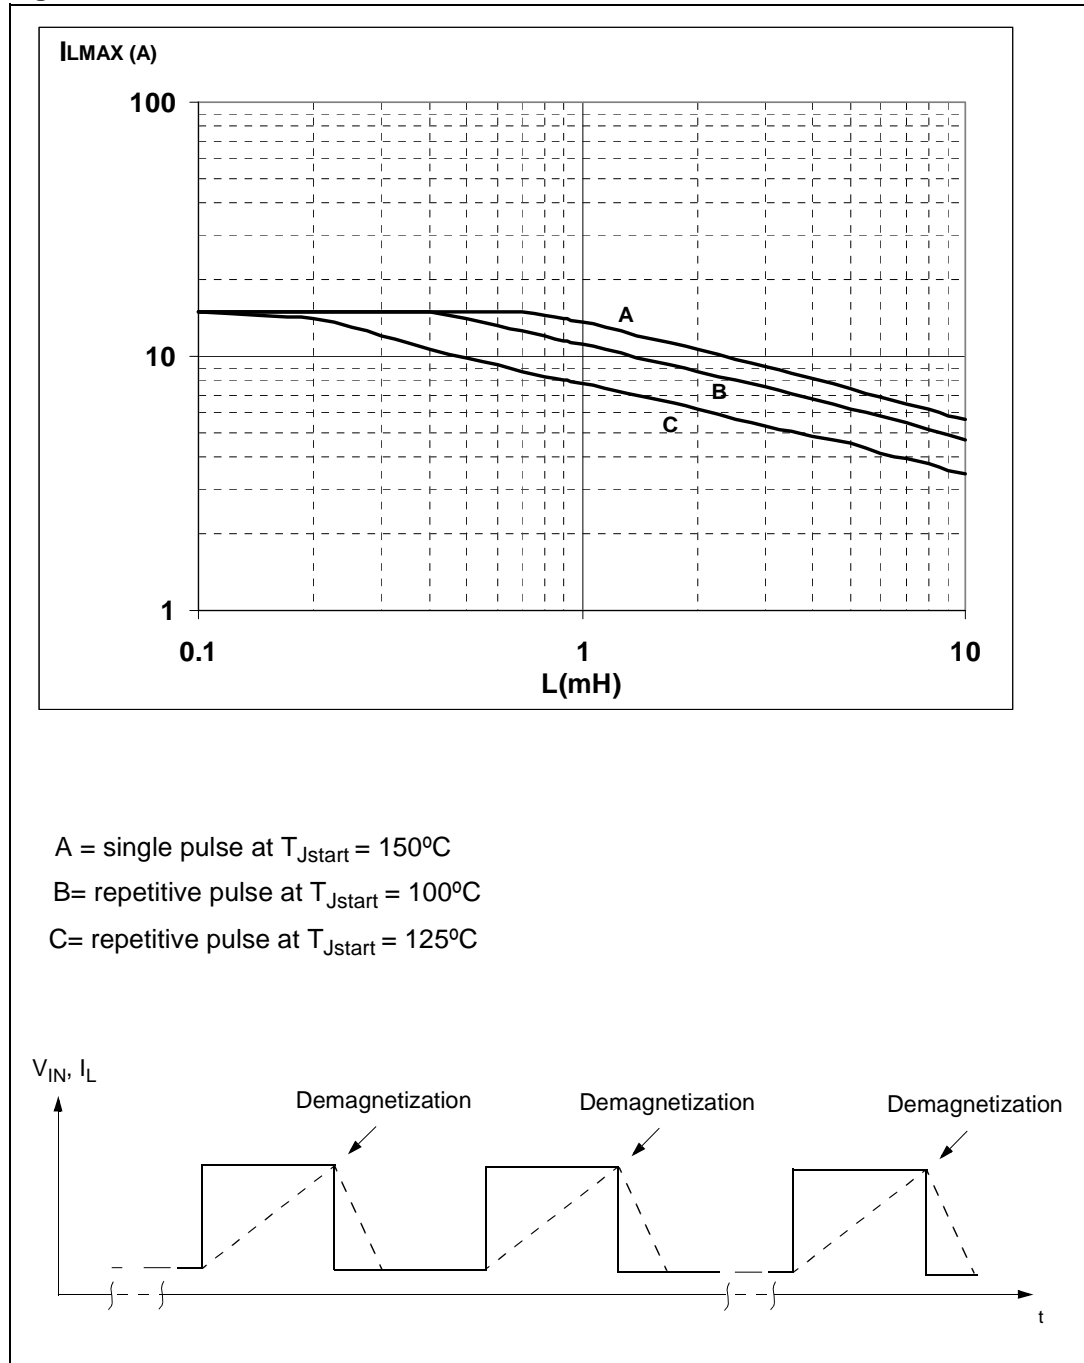 ILMAX (A)
100
10
1
A
B
C
0.1 1 10
L(mH)
A = single pulse at TJstart = 150ºC
B= repetitive pulse at TJstart = 100ºC
C= repetitive pulse at TJstart = 125ºC
VIN, IL
Demagnetization Demagnetization Demagnetization
t